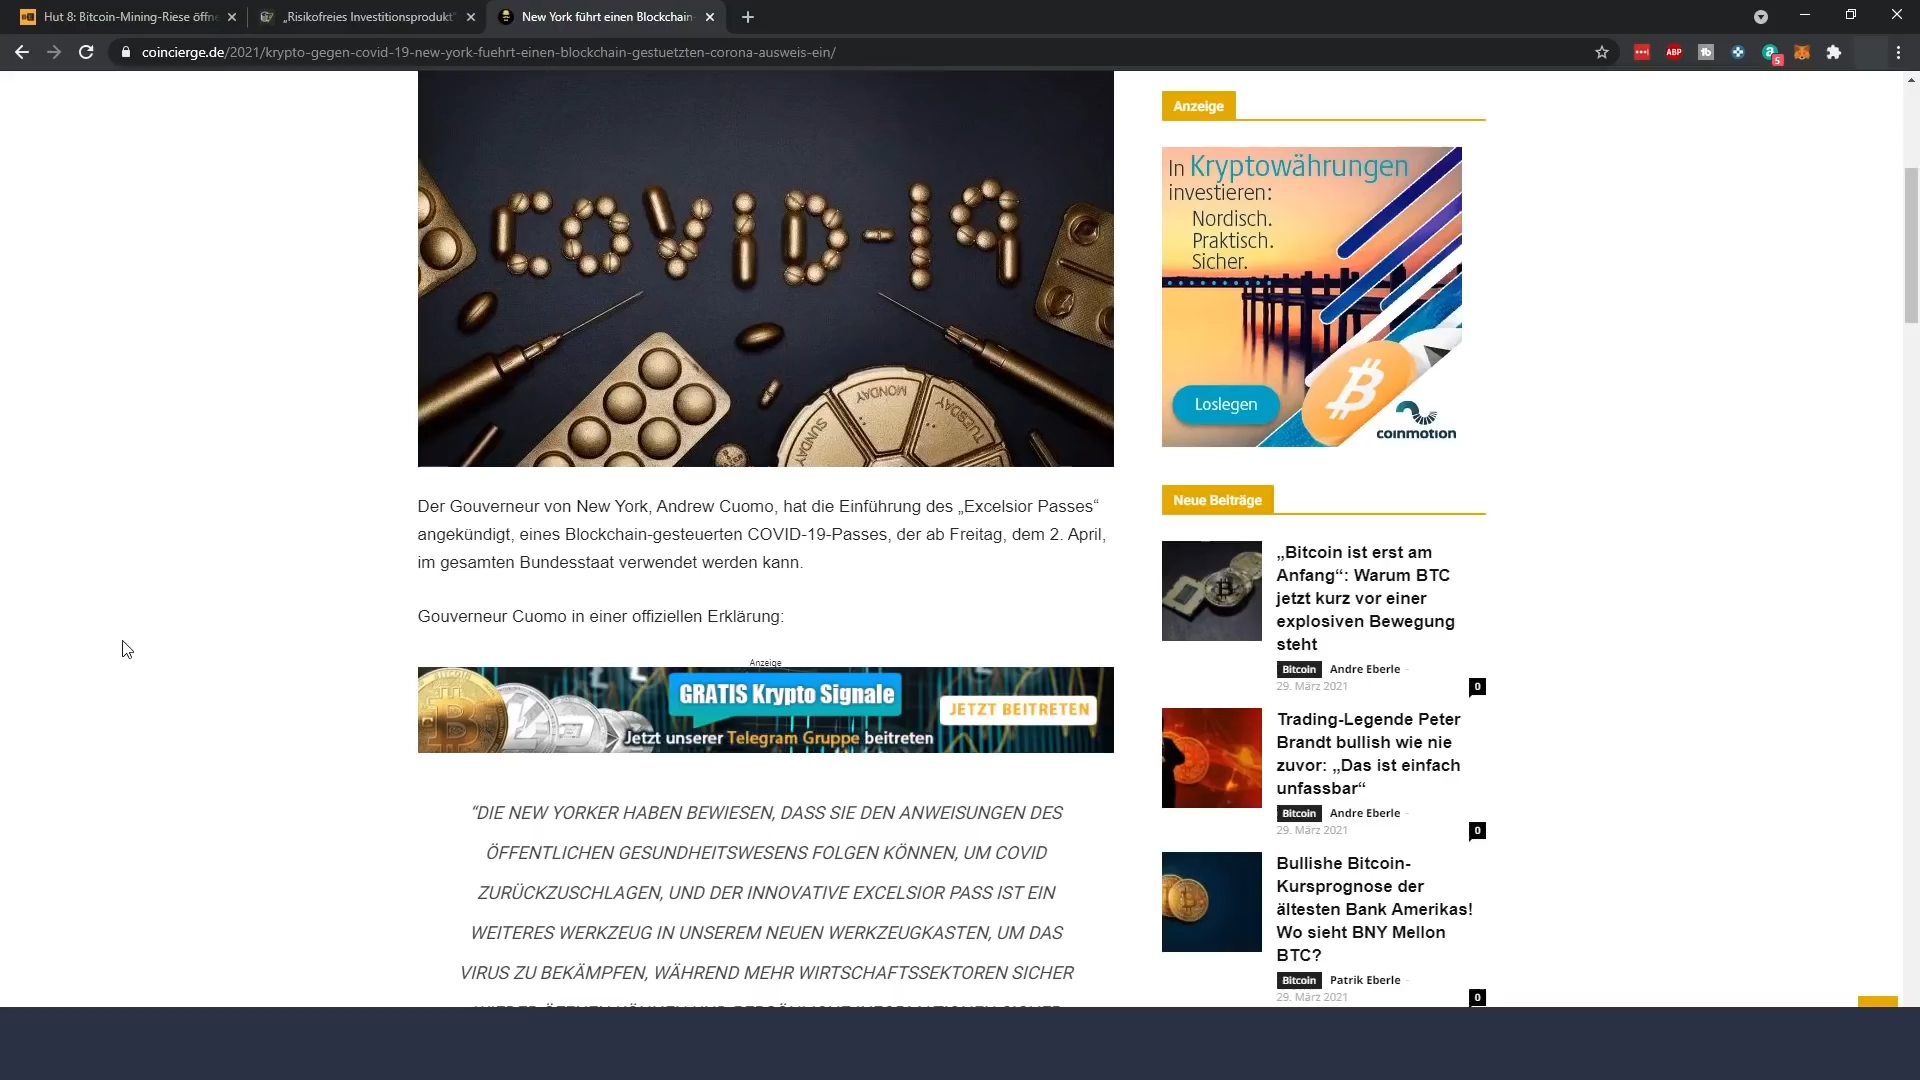 Hut 8: Bitcoin-Mining-Riese öffn
„Risikofreies Investitionsprodukt“
New York führt einen Blockchain-
coincierge.de/2021/krypto-gegen-covid-19-new-york-fuehrt-einen-blockchain-gestuetzten-corona-ausweis-ein/
ABP
5
COVID-19
SUNDAY
MONDAY
TUESDAY
Der Gouverneur von New York, Andrew Cuomo, hat die Einführung des „Excelsior Passes“
angekündigt, eines Blockchain-gesteuerten COVID-19-Passes, der ab Freitag, dem 2. April,
im gesamten Bundesstaat verwendet werden kann.
Gouverneur Cuomo in einer offiziellen Erklärung:
Anzeige
GRATIS Krypto Signale
JETZT BEITRETEN
Jetzt unserer Telegram Gruppe beitreten
“DIE NEW YORKER HABEN BEWIESEN, DASS SIE DEN ANWEISUNGEN DES
ÖFFENTLICHEN GESUNDHEITSWESENS FOLGEN KÖNNEN, UM COVID
ZURÜCKZUSCHLAGEN, UND DER INNOVATIVE EXCELSIOR PASS IST EIN
WEITERES WERKZEUG IN UNSEREM NEUEN WERKZEUGKASTEN, UM DAS
VIRUS ZU BEKÄMPFEN, WÄHREND MEHR WIRTSCHAFTSSEKTOREN SICHER
Anzeige
In Kryptowährungen
investieren:
Nordisch.
Praktisch.
Sicher.
Loslegen
coinmotion
Neue Beiträge
„Bitcoin ist erst am
Anfang“: Warum BTC
jetzt kurz vor einer
explosiven Bewegung
steht
Bitcoin Andre Eberle -
29. März 2021
0
Trading-Legende Peter
Brandt bullish wie nie
zuvor: „Das ist einfach
unfassbar“
Bitcoin Andre Eberle -
29. März 2021
0
Bullishe Bitcoin-
Kursprognose der
ältesten Bank Amerikas!
Wo sieht BNY Mellon
BTC?
Bitcoin Patrik Eberle -
29. März 2021
0